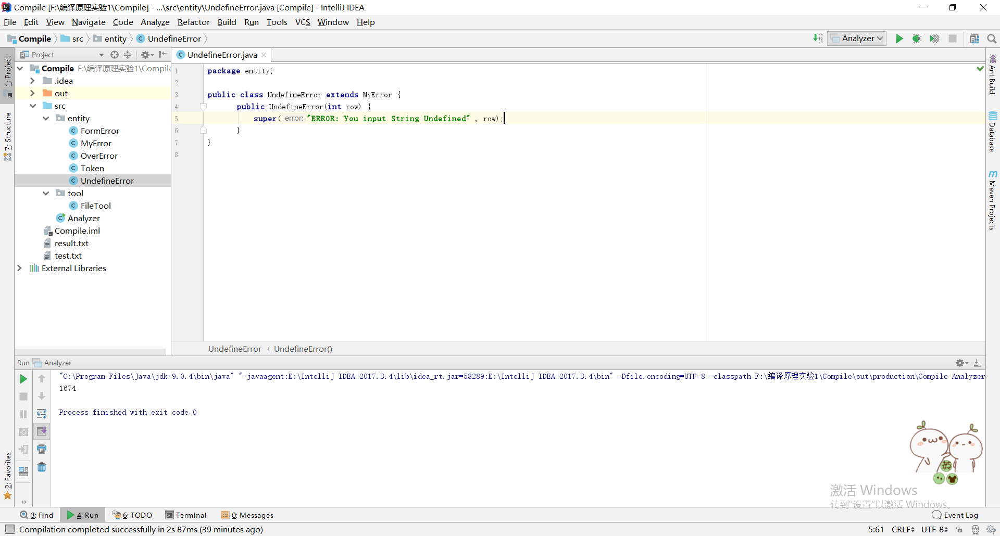 Compile [F:\编译原理实验1\Compile] - ...\src\entity\UndefineError.java [Compile] - IntelliJ IDEA
File Edit View Navigate Code Analyze Refactor Build Run Tools VCS Window Help
Compile src entity UndefineError Analyzer
Project
UndefineError.java
1: Project
7: Structure
2: Favorites
Compile F:\编译原理实验1\Compile
.idea
out
src
entity
FormError
MyError
OverError
Token
UndefineError
tool
FileTool
Analyzer
Compile.iml
result.txt
test.txt
External Libraries
1 package entity;
2
3 public class UndefineError extends MyError {
4 public UndefineError(int row) {
5 super( error: "ERROR: You input String Undefined" , row);
6 }
7 }
8
UndefineError › UndefineError()
Ant Build
Database
Maven Projects
Run Analyzer
"C:\Program Files\Java\jdk-9.0.4\bin\java" "-javaagent:E:\IntelliJ IDEA 2017.3.4\lib\idea_rt.jar=58289:E:\IntelliJ IDEA 2017.3.4\bin" -Dfile.encoding=UTF-8 -classpath F:\编译原理实验1\Compile\out\production\Compile Analyzer
1674
Process finished with exit code 0
英
激活 Windows
转到"设置"以激活 Windows。
3: Find 4: Run 6: TODO Terminal 0: Messages Event Log
Compilation completed successfully in 2s 87ms (39 minutes ago) 5:61 CRLF UTF-8